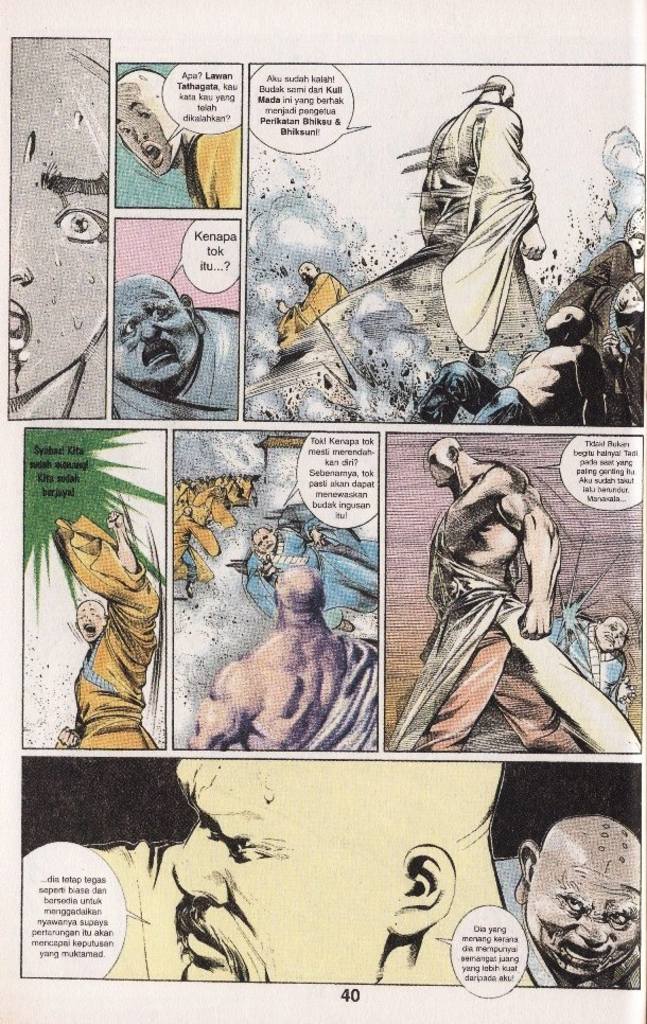 Apa? Lawan
Tathagata, kau
kata kau yang
telah
dikalahkan?
Kenapa
tok
itu...?
Aku sudah kalah!
Budak sami dari Kuil
Mada ini yang berhak
menjadi pengetua
Perikatan Bhiksu &
Bhiksuni!
Syabas! Kita
sudah menang!
Kita sudah
berjaya!
Tok! Kenapa tok
mesti merendah-
kan diri?
Sebenarnya, tok
pasti akan dapat
menewaskan
budak ingusan
itu!
Tidak! Bukan
begitu halnya! Tadi
pada saat yang
paling genting itu.
Aku sudah takut
lalu berundur.
Manakala...
...dia tetap tegas
seperti biasa dan
bersedia untuk
menggadaikan
nyawanya supaya
pertarungan itu akan
mencapai keputusan
yang muktamad.
Dia yang
menang kerana
dia mempunyai
semangat juang
yang lebih kuat
daripada aku!
40